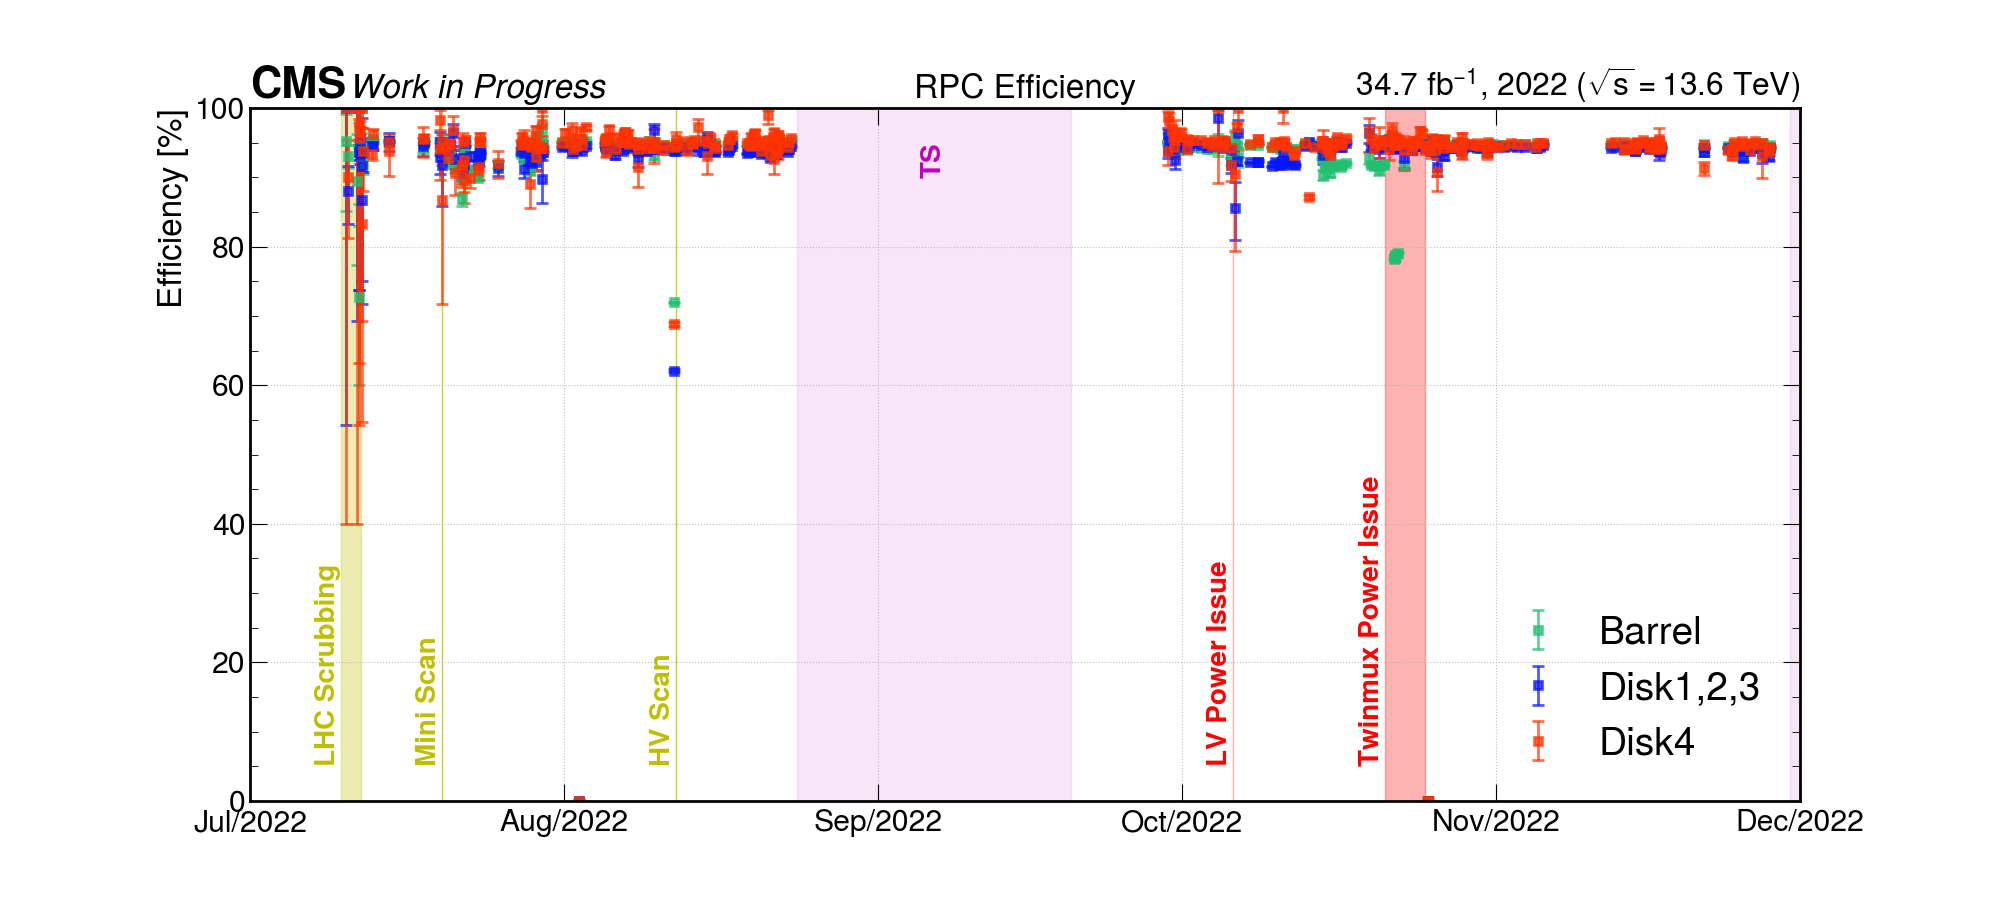 CMS Work in Progress
RPC Efficiency
34.7 fb⁻¹, 2022 (√s = 13.6 TeV)
Efficiency [%]
100
80
60
40
20
0
LHC Scrubbing
Mini Scan
HV Scan
TS
LV Power Issue
Twinmux Power Issue
Barrel
Disk1,2,3
Disk4
Jul/2022
Aug/2022
Sep/2022
Oct/2022
Nov/2022
Dec/2022